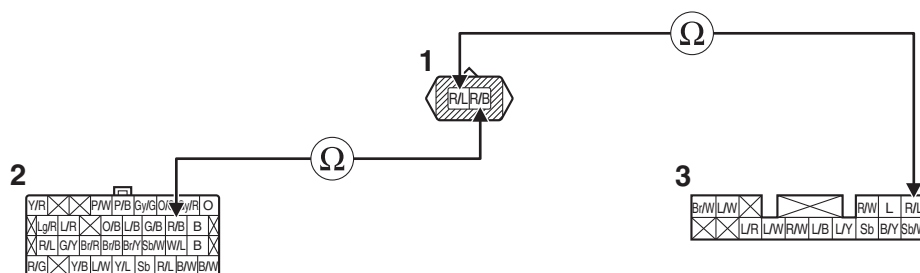 Ω
1
R/L R/B
Ω
2
3
Y/R P/W P/B Gy/G O
Br/W L/W R/W L R/L
Lg/R L/R O/B L/B G/B R/B B
L/R L/W R/W L/B L/Y Sb B/Y Sb/W
R/L G/Y Br/R Br/B Br/Y Sb/W W/L B
R/G Y/B L/W Y/L Sb R/L B/W B/W